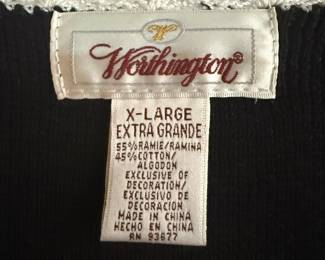 W
Worthington®
X-LARGE
EXTRA GRANDE
55% RAMIE/RAMINA
45% COTTON/
ALGODON
EXCLUSIVE OF
DECORATION/
EXCLUSIVO DE
DECORACION
MADE IN CHINA
HECHO EN CHINA
RN 93677